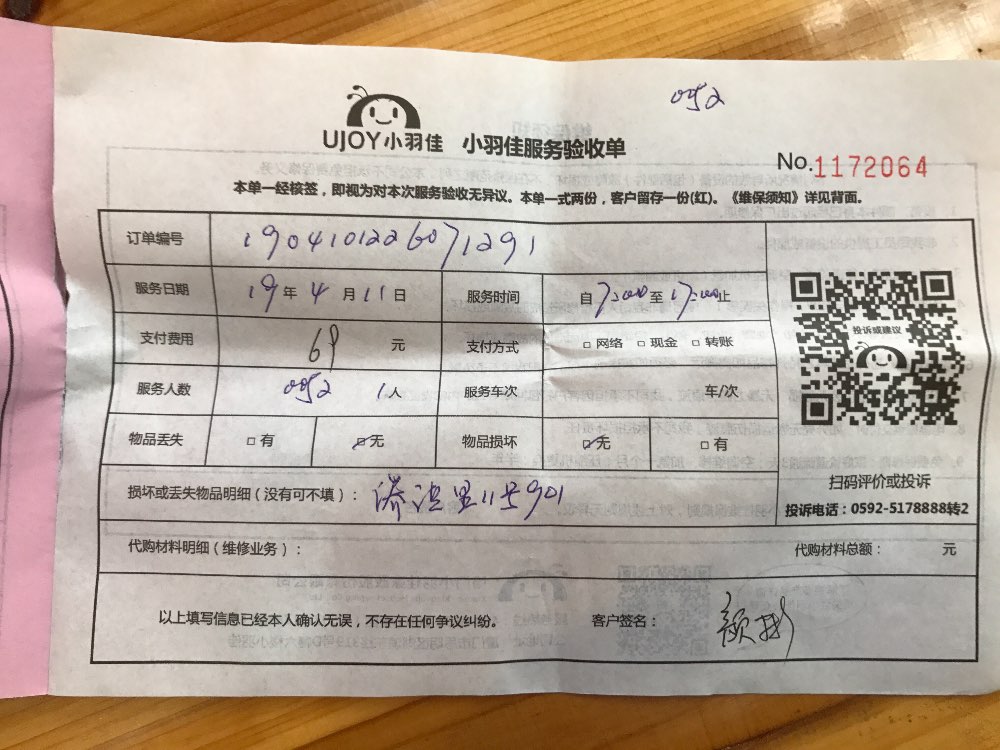 0592
UJOY小羽佳 小羽佳服务验收单
No.1172064
本单一经核签，即视为对本次服务验收无异议。本单一式两份，客户留存一份(红)。《维保须知》详见背面。
订单编号 1904101226071291
服务日期 19年4月11日 服务时间 自 至17:00止
支付费用 69元 支付方式 □网络 □现金 □转账
服务人数 0592 1人 服务车次 车/次
物品丢失 □有 ☑无 物品损坏 ☑无 □有
投诉或建议
扫码评价或投诉
投诉电话：0592-5178888转2
损坏或丢失物品明细（没有可不填）： 里11号901
代购材料明细（维修业务）： 代购材料总额： 元
以上填写信息已经本人确认无误，不存在任何争议纠纷。 客户签名： 颜